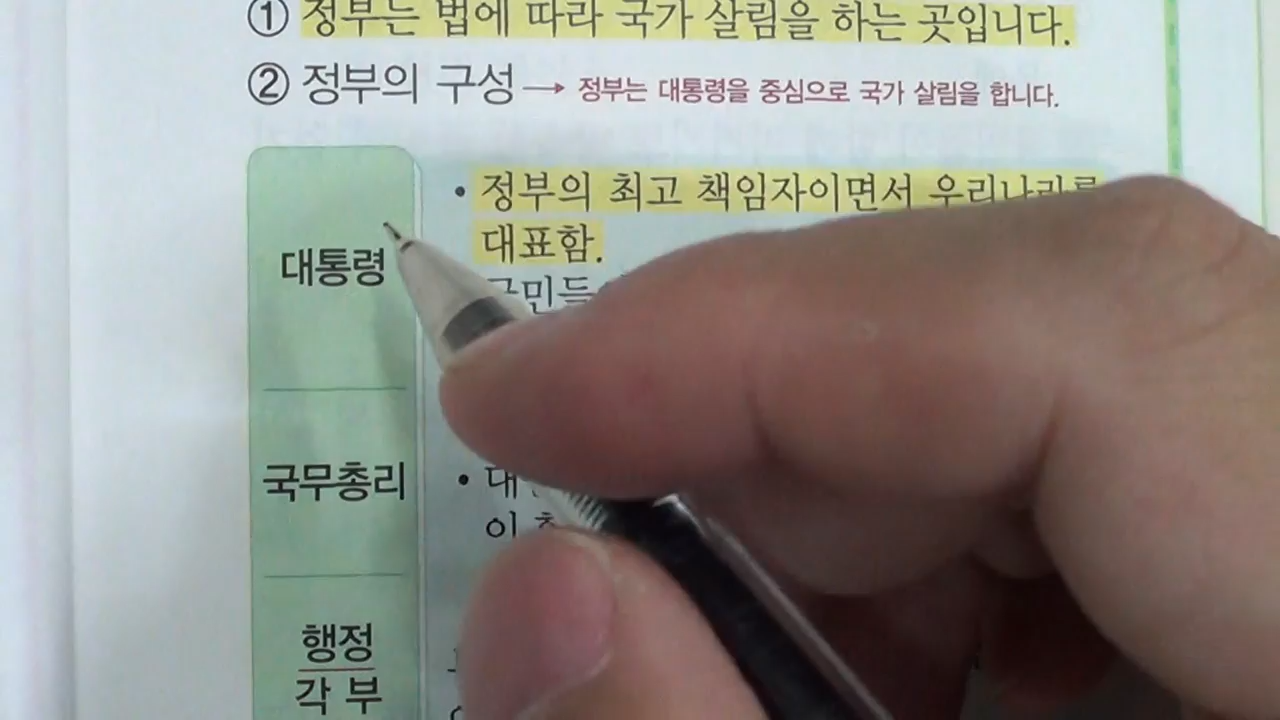 ① 정부는 법에 따라 국가 살림을 하는 곳입니다.
② 정부의 구성 → 정부는 대통령을 중심으로 국가 살림을 합니다.
대통령
• 정부의 최고 책임자이면서 우리나라를
대표함.
국무총리
행정
각 부